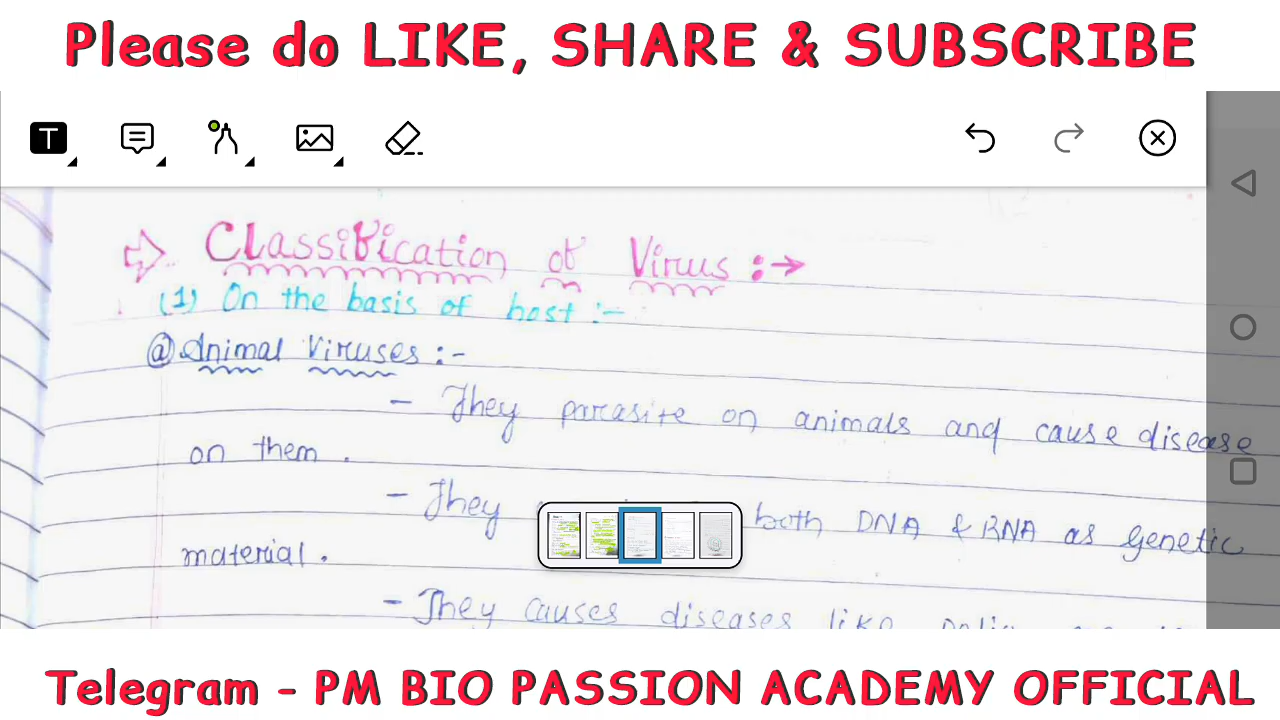 Please do LIKE, SHARE & SUBSCRIBE
T
Classification of Virus :→
(1) On the basis of host :-
@ Animal Viruses :-
- They parasite on animals and cause disease
on them .
- They both DNA & RNA as Genetic
material .
- They causes diseases like
Telegram - PM BIO PASSION ACADEMY OFFICIAL